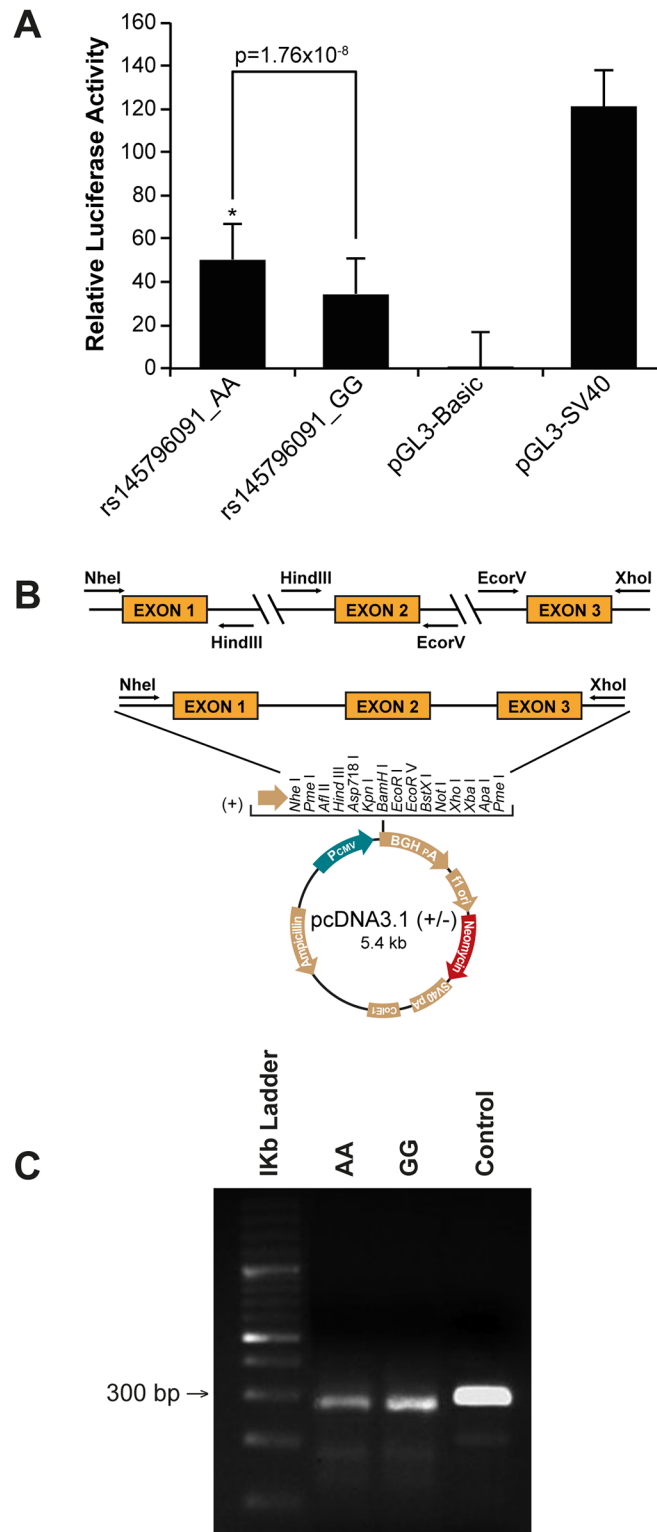 A
Relative Luciferase Activity
160
140
120
100
80
60
40
20
0
p=1.76x10⁻⁸
*
rs145796091_AA
rs145796091_GG
pGL3-Basic
pGL3-SV40
B
NheI
HindIII
EcorV
XhoI
EXON 1
EXON 2
EXON 3
HindIII
EcorV
NheI
XhoI
EXON 1
EXON 2
EXON 3
(+)
Nhe I
Pme I
Afl II
Hind III
Asp718 I
Kpn I
BamH I
EcoR I
EcoR V
BstX I
Not I
Xho I
Xba I
Apa I
Pme I
PCMV
BGH pA
f1 ori
Neomycin
SV40 pA
ColE1
Ampicillin
pcDNA3.1 (+/-)
5.4 kb
C
IKb Ladder
AA
GG
Control
300 bp